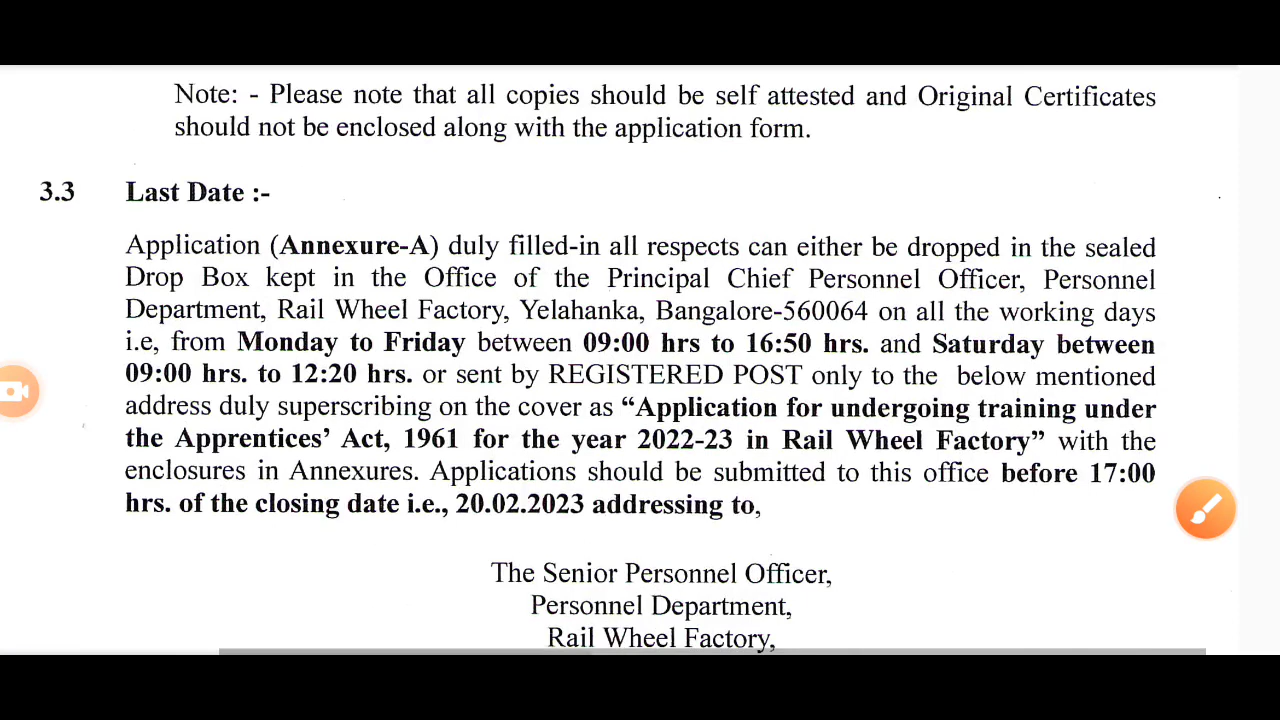 Note: - Please note that all copies should be self attested and Original Certificates
should not be enclosed along with the application form.
3.3 Last Date :-
Application (Annexure-A) duly filled-in all respects can either be dropped in the sealed
Drop Box kept in the Office of the Principal Chief Personnel Officer, Personnel
Department, Rail Wheel Factory, Yelahanka, Bangalore-560064 on all the working days
i.e, from Monday to Friday between 09:00 hrs to 16:50 hrs. and Saturday between
09:00 hrs. to 12:20 hrs. or sent by REGISTERED POST only to the below mentioned
address duly superscribing on the cover as “Application for undergoing training under
the Apprentices’ Act, 1961 for the year 2022-23 in Rail Wheel Factory” with the
enclosures in Annexures. Applications should be submitted to this office before 17:00
hrs. of the closing date i.e., 20.02.2023 addressing to,
The Senior Personnel Officer,
Personnel Department,
Rail Wheel Factory,